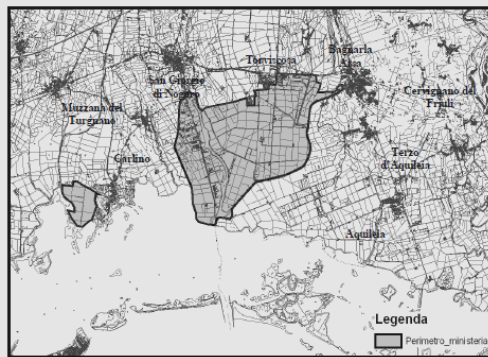 Torviscosa
Bagnaria
Arsa
San Giorgio
di Nogaro
Muzzana del
Turgnano
Cervignano del
Friuli
Carlino
Terzo
d'Aquileia
Aquileia
Legenda
Perimetro_ministeria